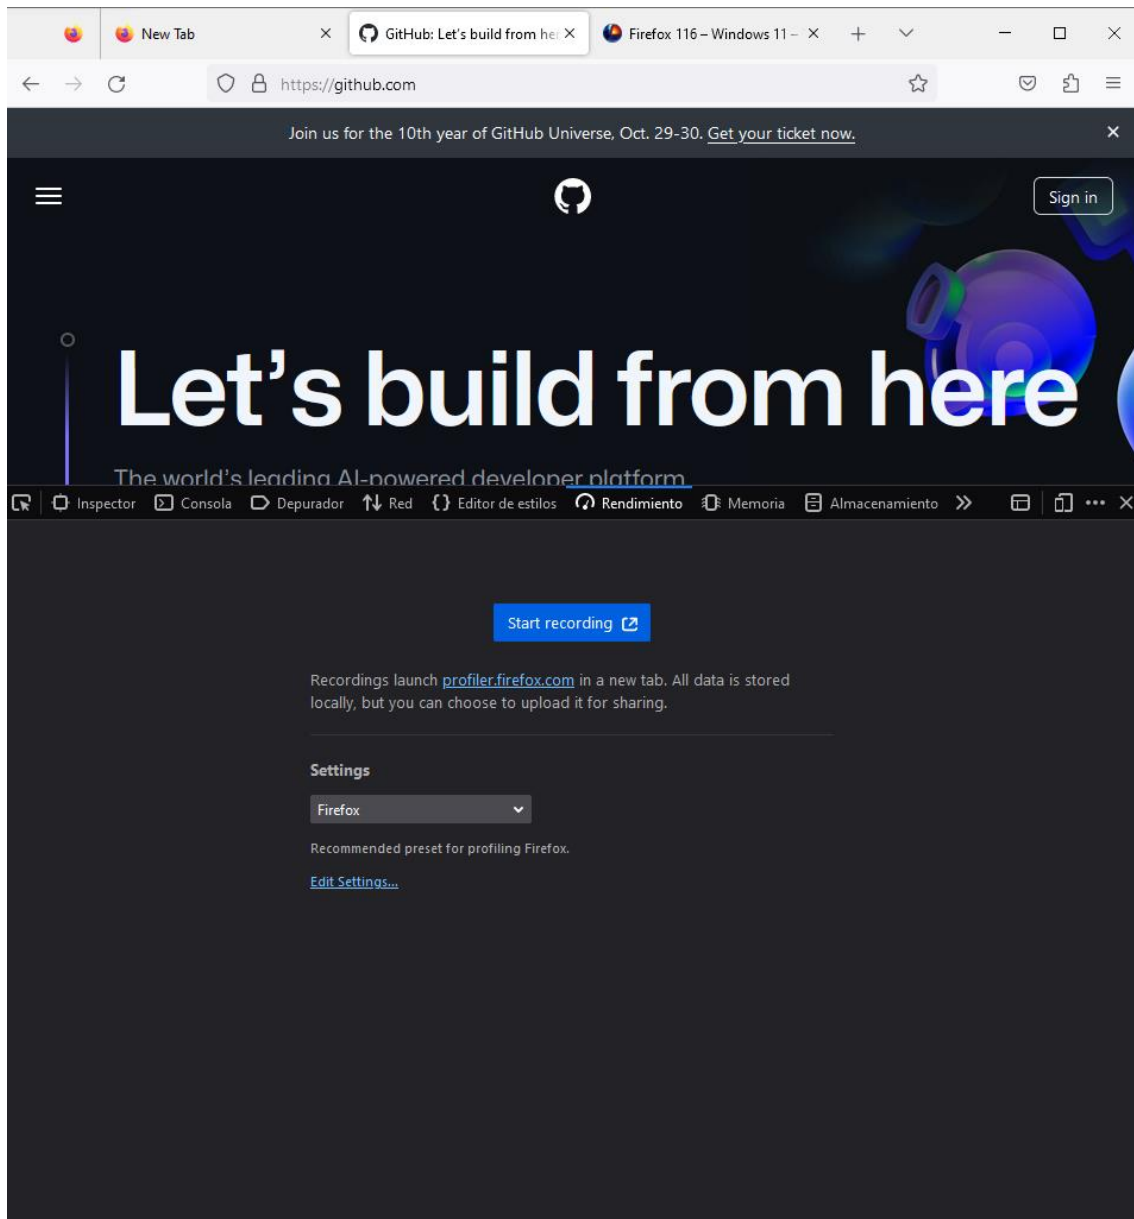 New Tab
GitHub: Let's build from he
Firefox 116 – Windows 11 –
https://github.com
Join us for the 10th year of GitHub Universe, Oct. 29-30. Get your ticket now.
Sign in
Let's build from here
The world's leading AI-powered developer platform
Inspector
Consola
Depurador
Red
Editor de estilos
Rendimiento
Memoria
Almacenamiento
Start recording
Recordings launch profiler.firefox.com in a new tab. All data is stored
locally, but you can choose to upload it for sharing.
Settings
Firefox
Recommended preset for profiling Firefox.
Edit Settings...